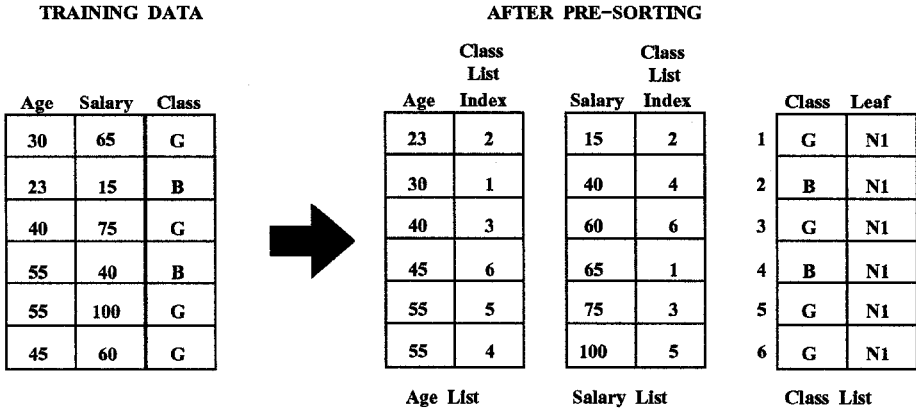 TRAINING DATA
AFTER PRE-SORTING
Age Salary Class
30 65 G
23 15 B
40 75 G
55 40 B
55 100 G
45 60 G
Class List Index
Age
23 2
30 1
40 3
45 6
55 5
55 4
Age List
Class List Index
Salary
15 2
40 4
60 6
65 1
75 3
100 5
Salary List
Class Leaf
1 G N1
2 B N1
3 G N1
4 B N1
5 G N1
6 G N1
Class List